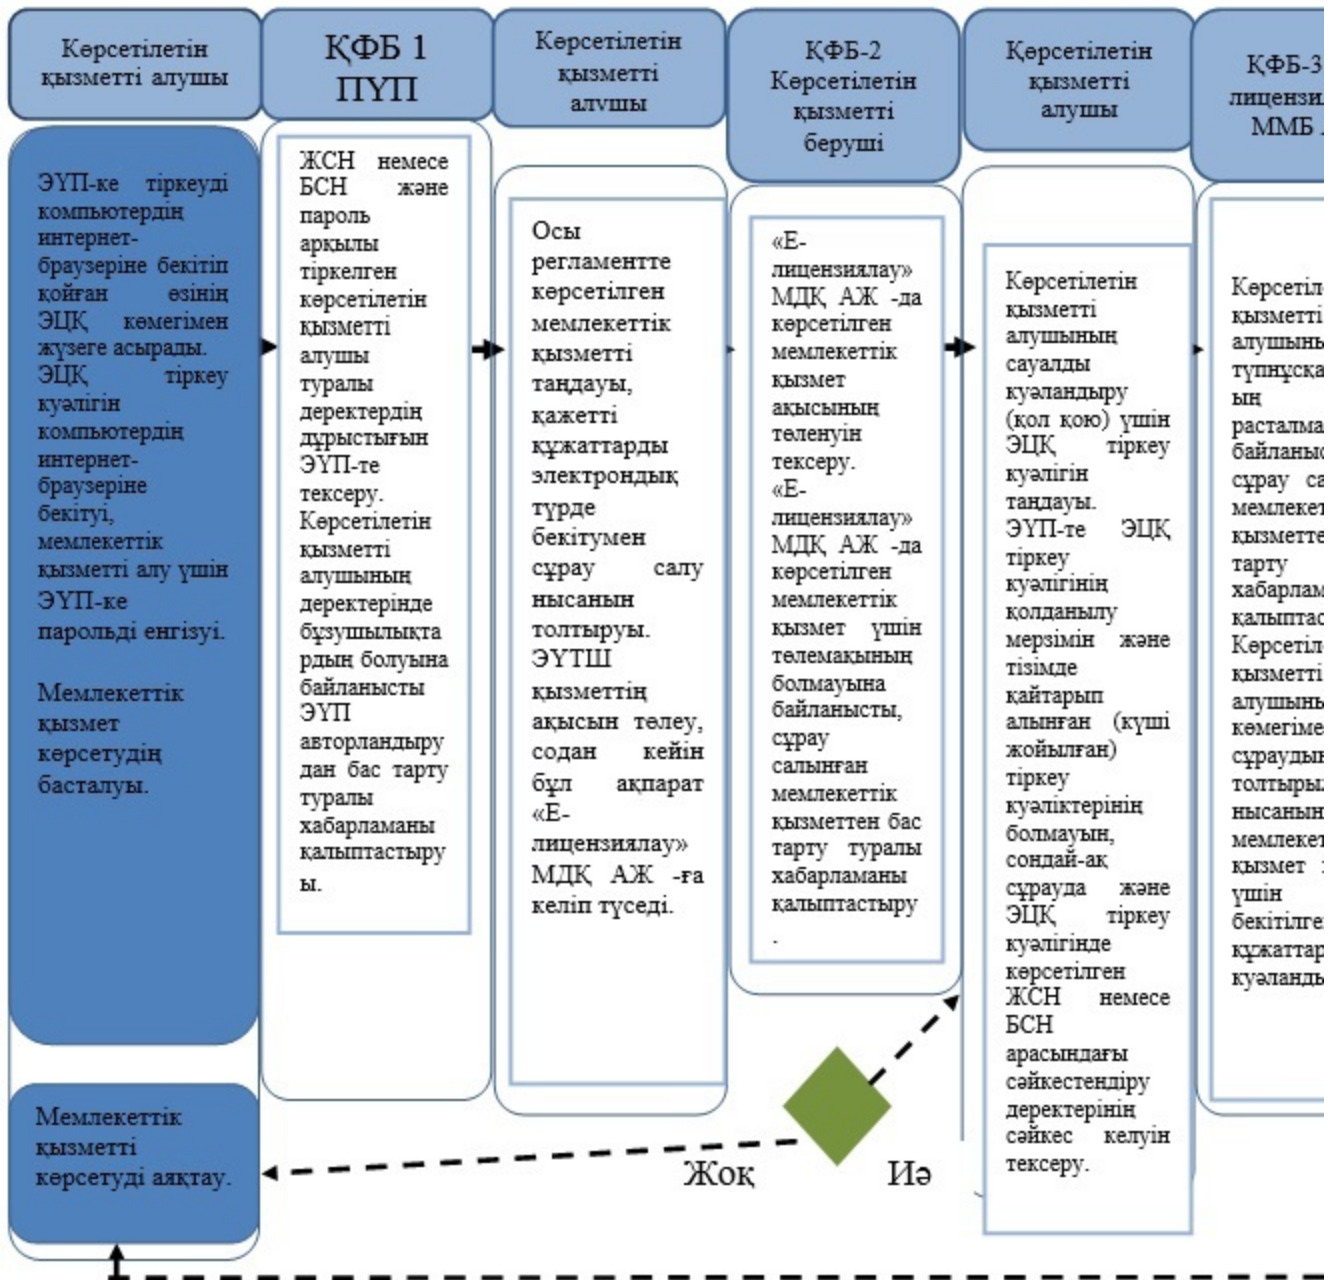 Көрсетілетін
қызметті алушы
ЭҮП-ке тіркеуді
компьютердің
интернет-
браузеріне бекітіп
қойған өзінің
ЭЦҚ көмегімен
жүзеге асырады.
ЭЦҚ тіркеу
куәлігін
компьютердің
интернет-
браузеріне
бекітуі,
мемлекеттік
қызметті алу үшін
ЭҮП-ке
парольді енгізуі.
Мемлекеттік
қызмет
көрсетудің
басталуы.
Мемлекеттік
қызметті
көрсетуді аяқтау.
ҚФБ 1
ПҮП
ЖСН немесе
БСН және
пароль
арқылы
тіркелген
көрсетілетін
қызметті
алушы
туралы
деректердің
дұрыстығын
ЭҮП-те
тексеру.
Көрсетілетін
қызметті
алушының
деректерінде
бұзушылықта
рдың болуына
байланысты
ЭҮП
авторландыру
дан бас тарту
туралы
хабарламаны
қалыптастыру
ы.
Көрсетілетін
қызметті
алушы
Осы
регламентте
көрсетілген
мемлекеттік
қызметті
таңдауы,
қажетті
құжаттарды
электрондық
түрде
бекітумен
сұрау салу
нысанын
толтыруы.
ЭҮТШ
қызметтің
ақысын төлеу,
содан кейін
бұл ақпарат
«Е-
лицензиялау»
МДҚ АЖ -ға
келіп түседі.
ҚФБ-2
Көрсетілетін
қызметті
беруші
«Е-
лицензиялау»
МДҚ АЖ -да
көрсетілген
мемлекеттік
қызмет
ақысының
төленуін
тексеру.
«Е-
лицензиялау»
МДҚ АЖ -да
көрсетілген
мемлекеттік
қызмет үшін
төлемақының
болмауына
байланысты,
сұрау
салынған
мемлекеттік
қызметтен бас
тарту туралы
хабарламаны
қалыптастыру
.
Жоқ
Иә
Көрсетілетін
қызметті
алушы
Көрсетілетін
қызметті
алушының
сауалды
куәландыру
(қол қою) үшін
ЭЦҚ тіркеу
куәлігін
таңдауы.
ЭҮП-те ЭЦҚ
тіркеу
куәлігінің
қолданылу
мерзімін және
тізімде
қайтарып
алынған (күші
жойылған)
тіркеу
куәліктерінің
болмауын,
сондай-ақ
сұрауда және
ЭЦҚ тіркеу
куәлігінде
көрсетілген
ЖСН немесе
БСН
арасындағы
сәйкестендіру
деректерінің
сәйкес келуін
тексеру.
ҚФБ-3
ММБ
қызметті
тарту
қызметті
қызмет
үшін